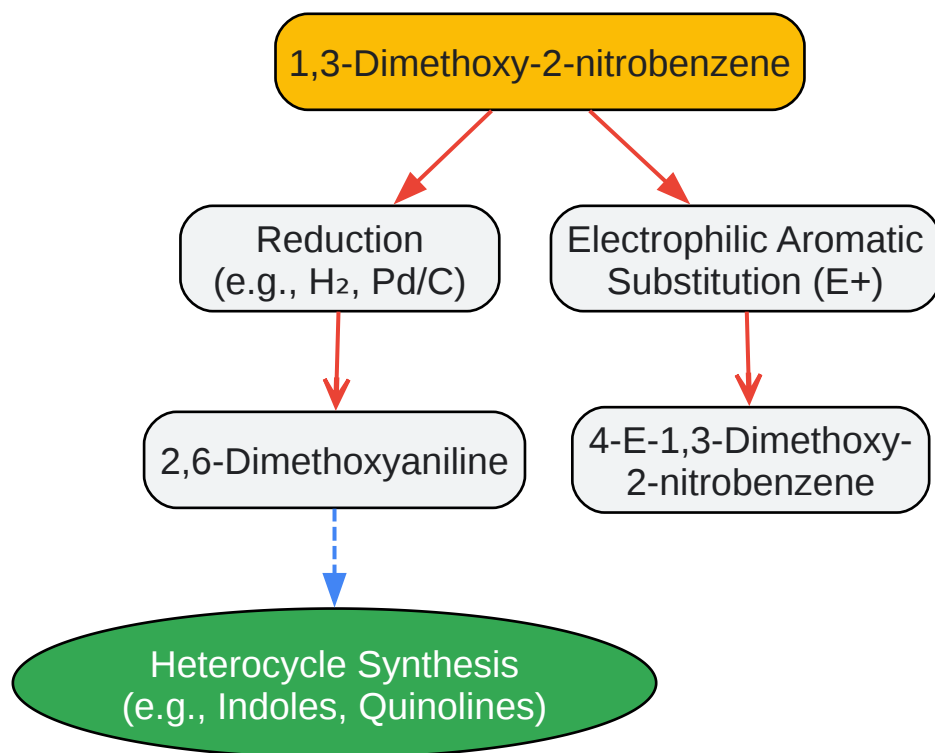 1,3-Dimethoxy-2-nitrobenzene
Reduction
(e.g., H₂, Pd/C)
Electrophilic Aromatic
Substitution (E+)
2,6-Dimethoxyaniline
4-E-1,3-Dimethoxy-
2-nitrobenzene
Heterocycle Synthesis
(e.g., Indoles, Quinolines)